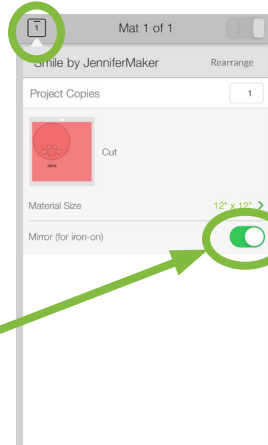 1
Mat 1 of 1
Smile by JenniferMaker
Rearrange
Project Copies
1
Cut
Material Size
12" x 12"
Mirror (for iron-on)